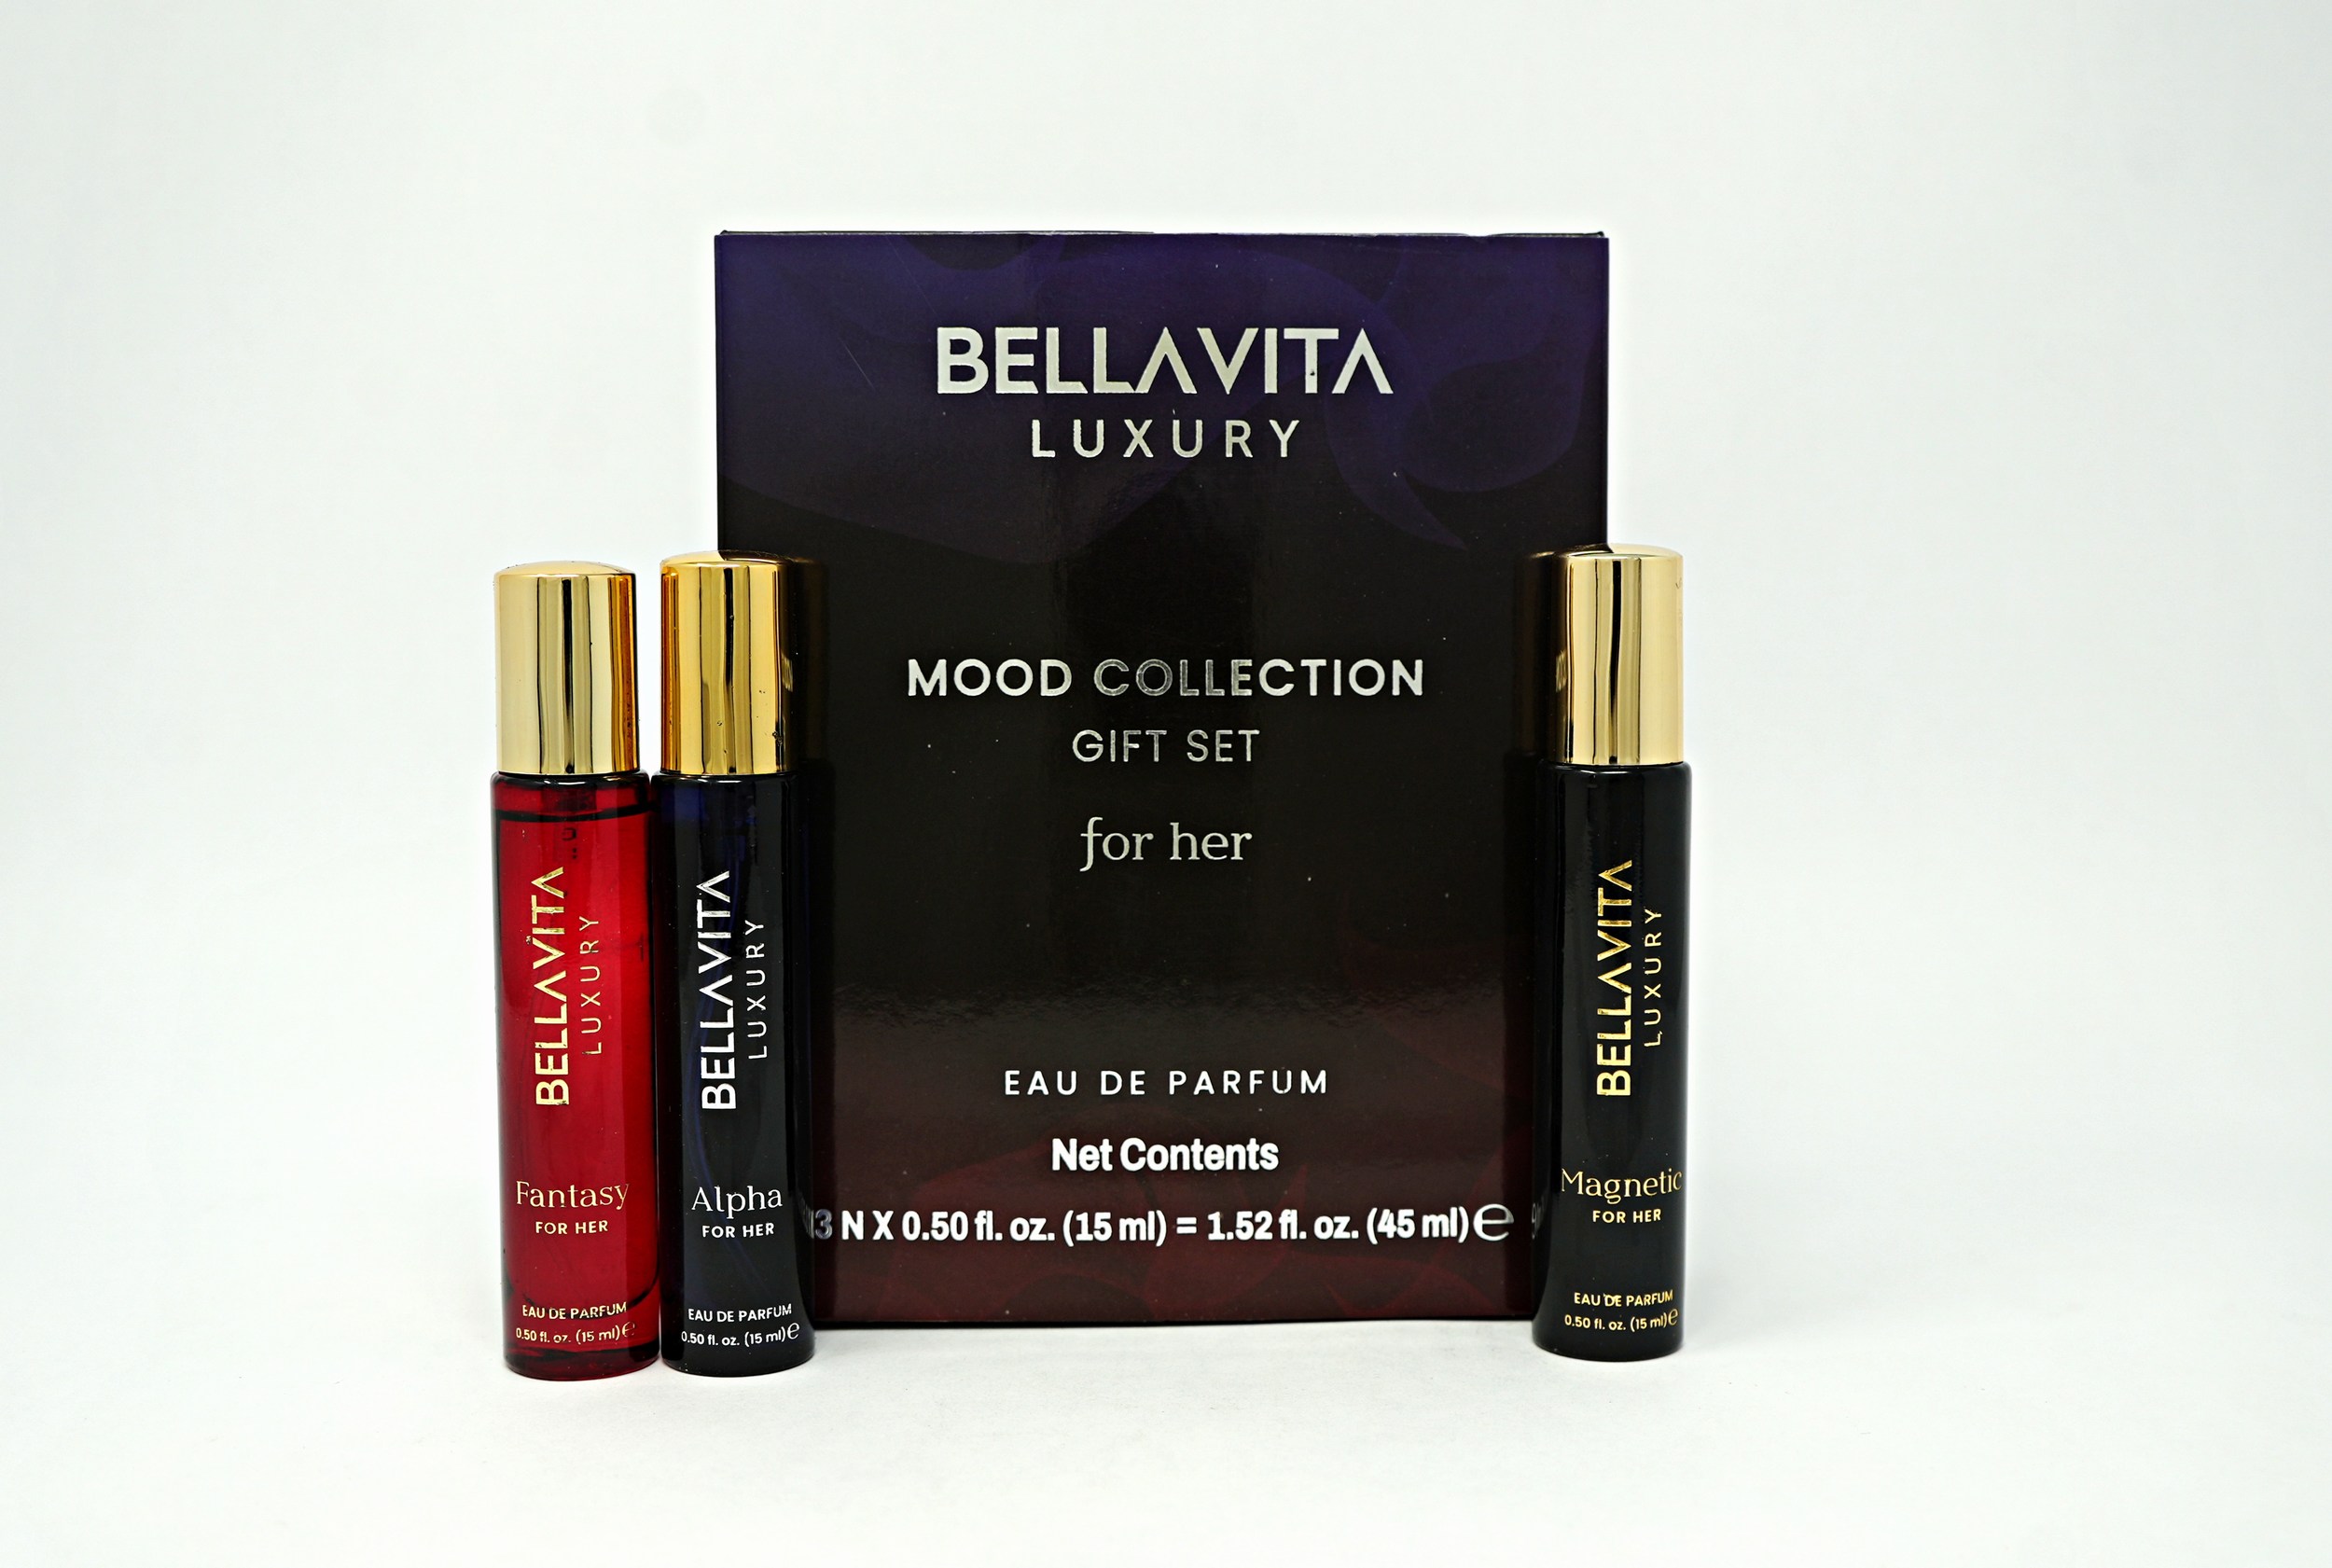 BELLAVITA
LUXURY
MOOD COLLECTION
GIFT SET
for her
EAU DE PARFUM
Net Contents
3 N X 0.50 fl. oz. (15 ml) = 1.52 fl. oz. (45 ml) ℮
BELLAVITA
LUXURY
Fantasy
FOR HER
EAU DE PARFUM
0.50 fl. oz. (15 ml) ℮
BELLAVITA
LUXURY
Alpha
FOR HER
EAU DE PARFUM
0.50 fl. oz. (15 ml) ℮
BELLAVITA
LUXURY
Magnetic
FOR HER
EAU DE PARFUM
0.50 fl. oz. (15 ml) ℮